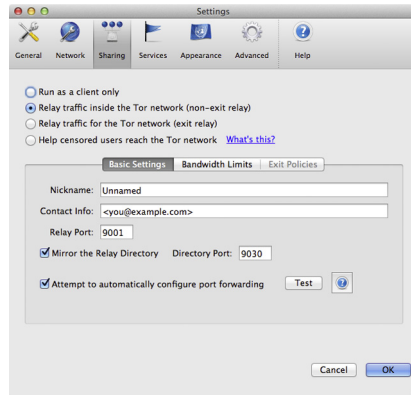 Settings
General Network Sharing Services Appearance Advanced Help
Run as a client only
Relay traffic inside the Tor network (non-exit relay)
Relay traffic for the Tor network (exit relay)
Help censored users reach the Tor network What's this?
Basic Settings Bandwidth Limits Exit Policies
Nickname: Unnamed
Contact Info: <you@example.com>
Relay Port: 9001
Mirror the Relay Directory Directory Port: 9030
Attempt to automatically configure port forwarding Test ?
Cancel OK